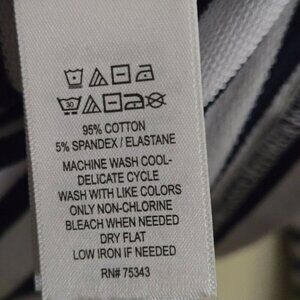 30
95% COTTON
5% SPANDEX / ELASTANE
MACHINE WASH COOL-
DELICATE CYCLE
WASH WITH LIKE COLORS
ONLY NON-CHLORINE
BLEACH WHEN NEEDED
DRY FLAT
LOW IRON IF NEEDED
RN# 75343